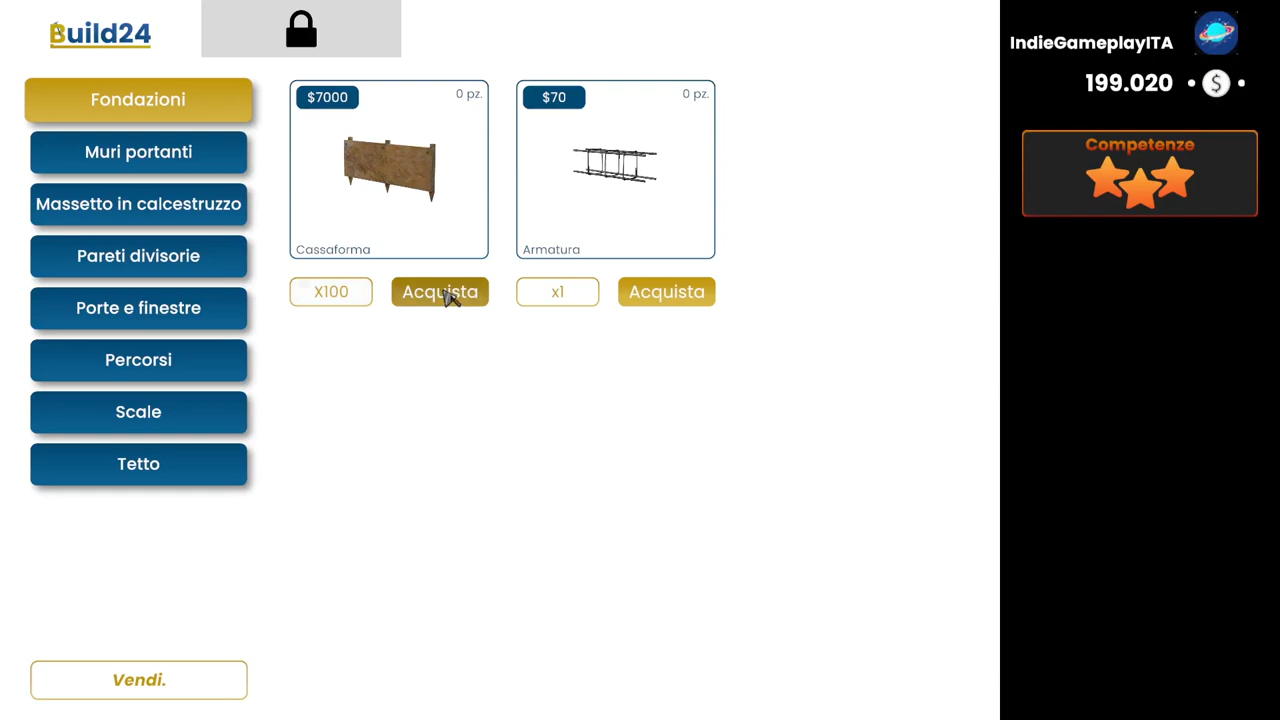 Build24
IndieGameplayITA
199.020
$
Fondazioni
Muri portanti
Massetto in calcestruzzo
Pareti divisorie
Porte e finestre
Percorsi
Scale
Tetto
Vendi.
$7000
0 pz.
Cassaforma
X100
Acquista
$70
0 pz.
Armatura
x1
Acquista
Competenze